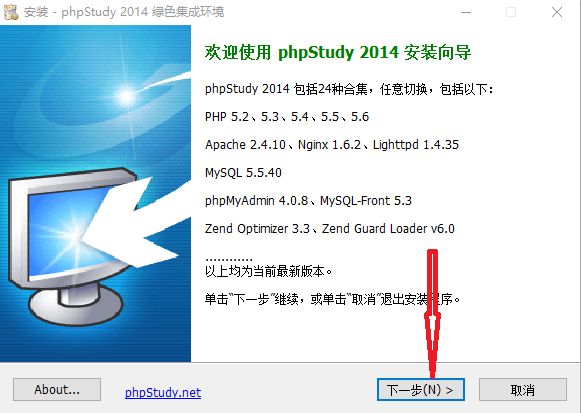 安装 - phpStudy 2014 绿色集成环境
欢迎使用 phpStudy 2014 安装向导
phpStudy 2014 包括24种合集，任意切换，包括以下：
PHP 5.2、5.3、5.4、5.5、5.6
Apache 2.4.10、Nginx 1.6.2、Lighttpd 1.4.35
MySQL 5.5.40
phpMyAdmin 4.0.8、MySQL-Front 5.3
Zend Optimizer 3.3、Zend Guard Loader v6.0
............
以上均为当前最新版本。
单击“下一步”继续，或单击“取消”退出安装程序。
About...
phpStudy.net
下一步(N) >
取消